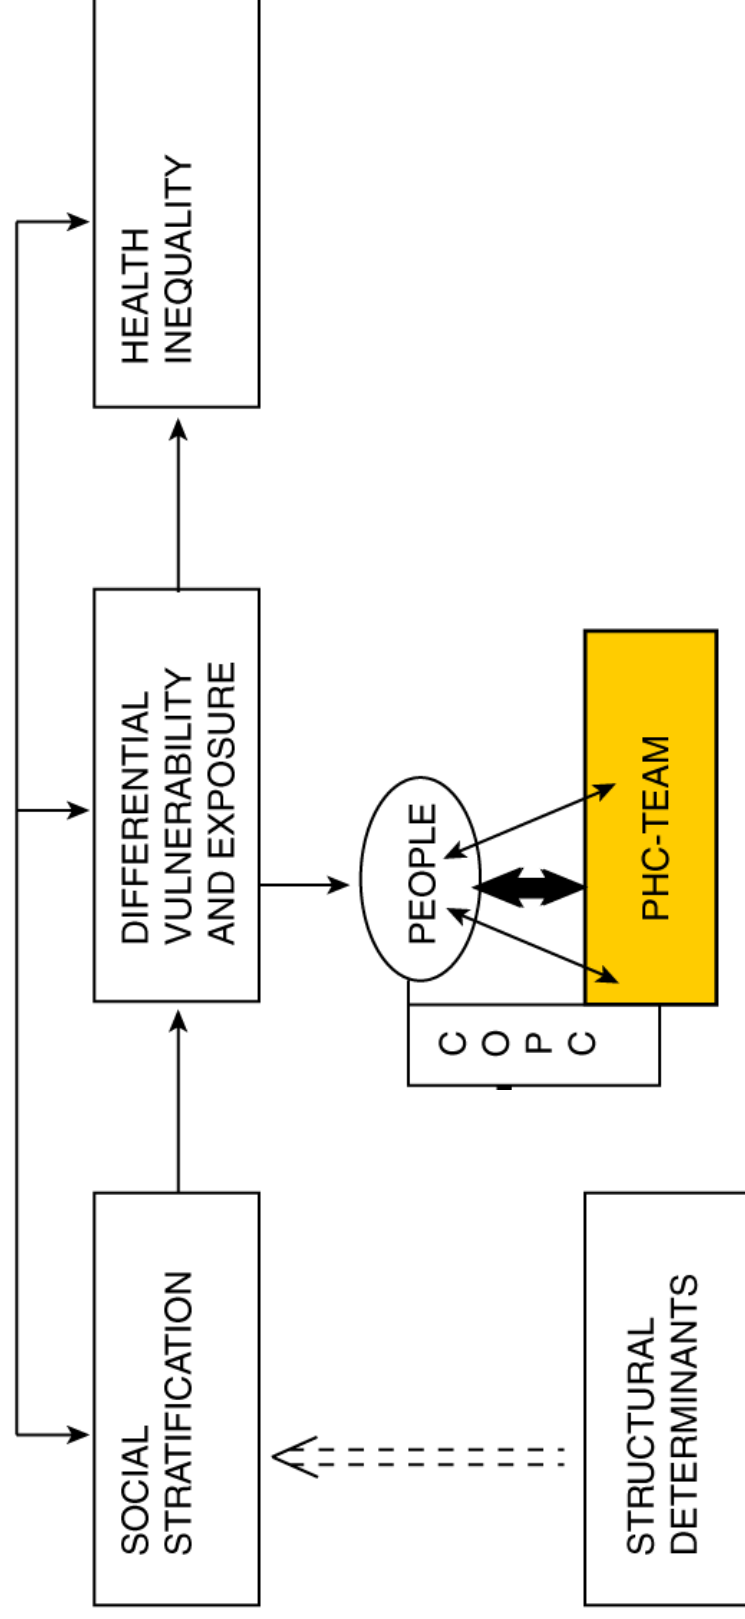 SOCIAL
STRATIFICATION
DIFFERENTIAL
VULNERABILITY
AND EXPOSURE
HEALTH
INEQUALITY
PEOPLE
C
O
P
C
PHC-TEAM
STRUCTURAL
DETERMINANTS